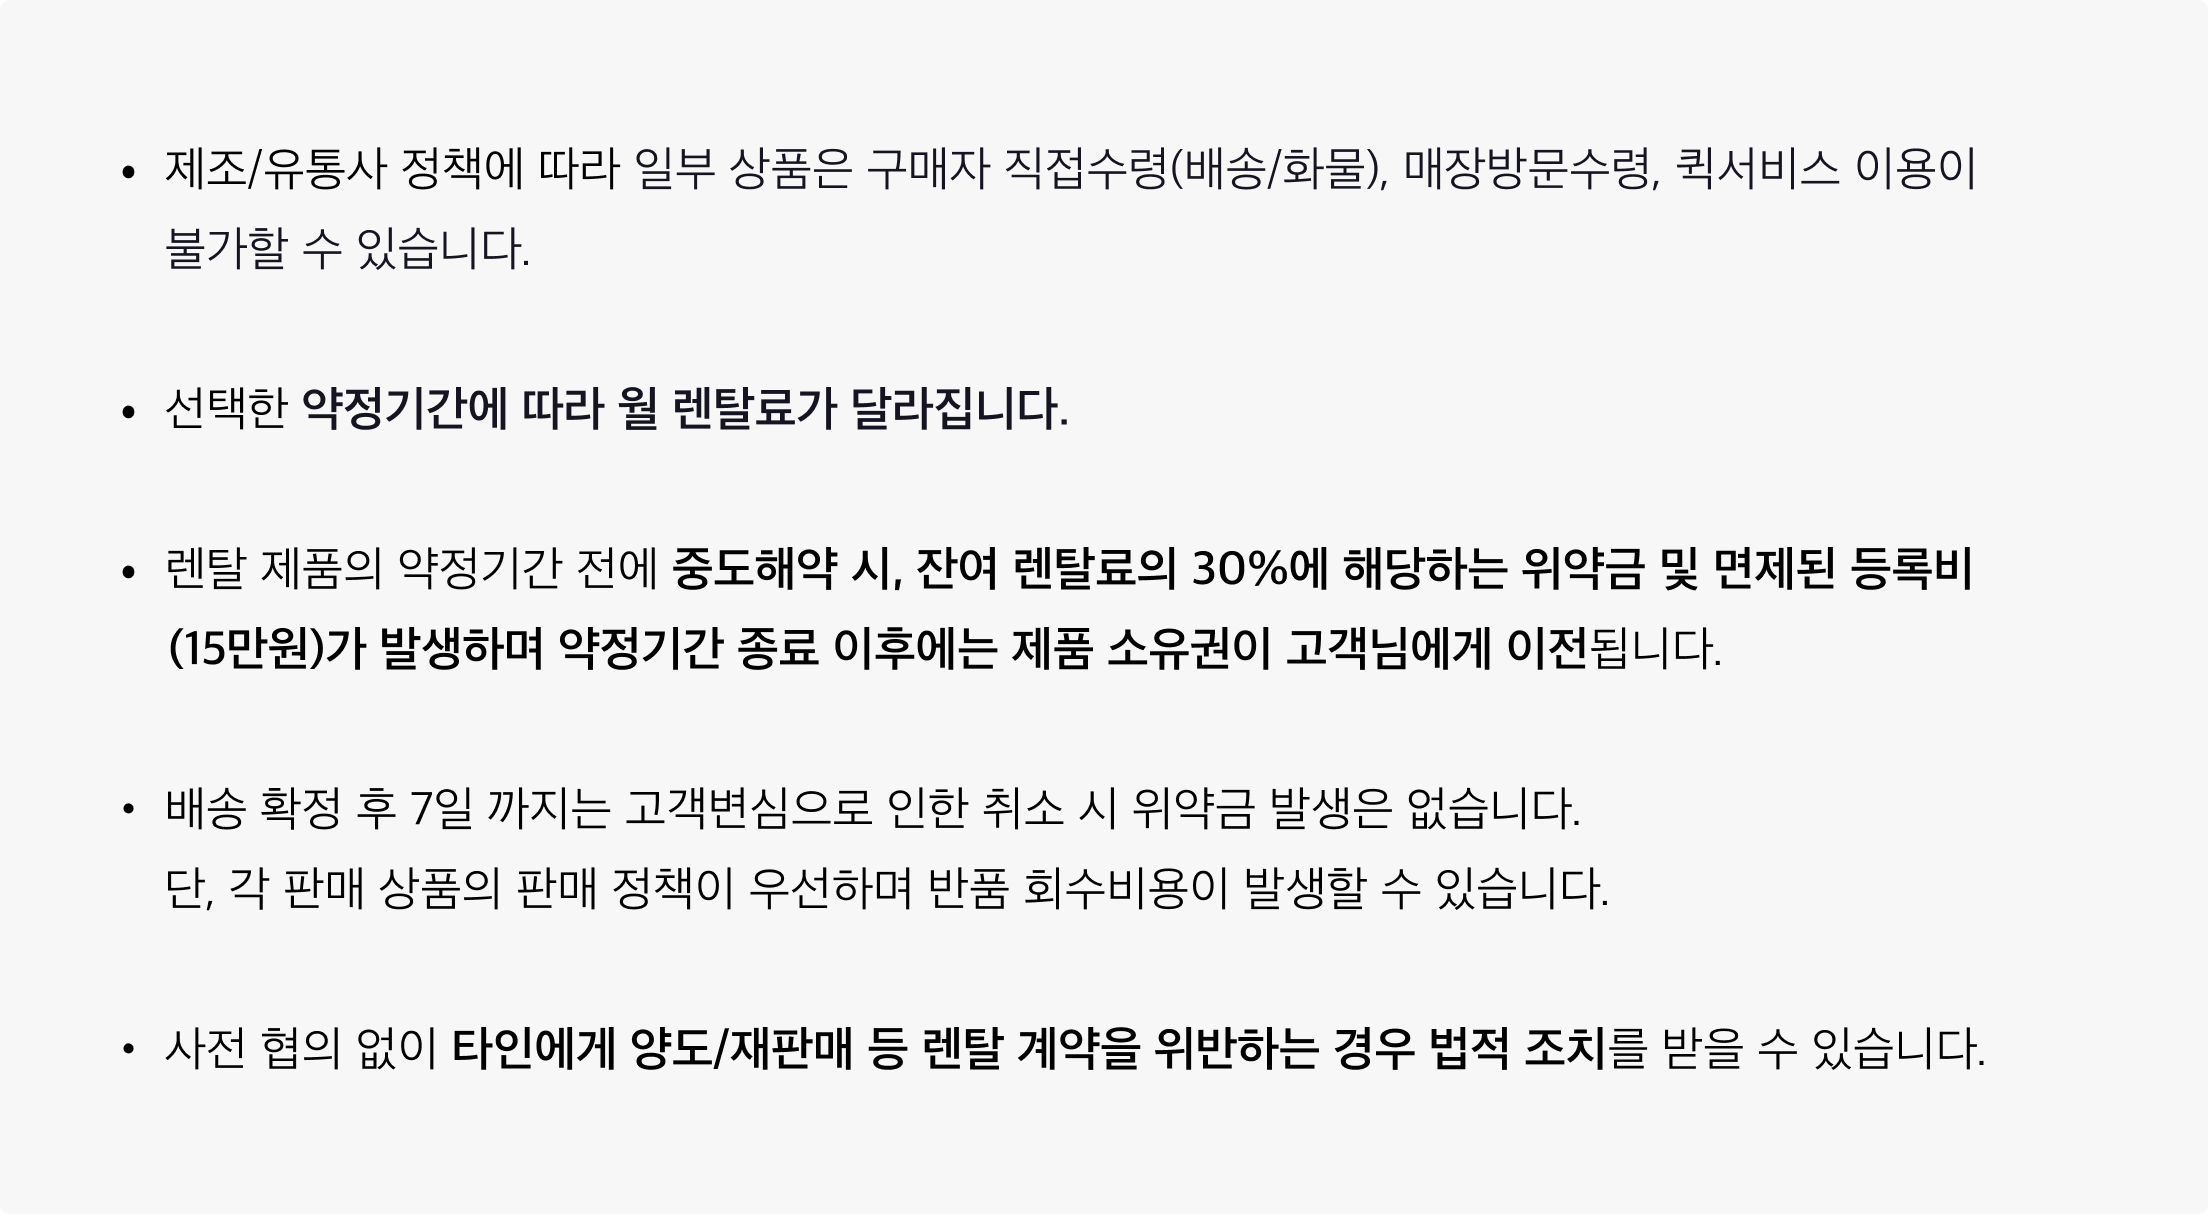 • 제조/유통사 정책에 따라 일부 상품은 구매자 직접수령(배송/화물), 매장방문수령, 퀵서비스 이용이
불가할 수 있습니다.
• 선택한 약정기간에 따라 월 렌탈료가 달라집니다.
• 렌탈 제품의 약정기간 전에 중도해약 시, 잔여 렌탈료의 30%에 해당하는 위약금 및 면제된 등록비
(15만원)가 발생하며 약정기간 종료 이후에는 제품 소유권이 고객님에게 이전됩니다.
• 배송 확정 후 7일 까지는 고객변심으로 인한 취소 시 위약금 발생은 없습니다.
단, 각 판매 상품의 판매 정책이 우선하며 반품 회수비용이 발생할 수 있습니다.
• 사전 협의 없이 타인에게 양도/재판매 등 렌탈 계약을 위반하는 경우 법적 조치를 받을 수 있습니다.